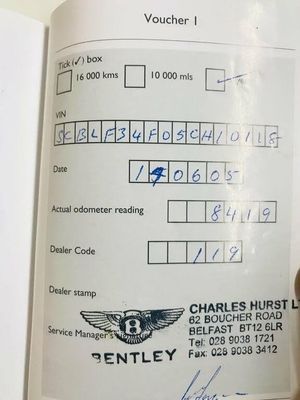 Voucher 1
Tick (✓) box
16 000 kms
10 000 mls
✓
VIN
SCBLF34F05CH10118
Date
190605
Actual odometer reading
8419
Dealer Code
119
Dealer stamp
CHARLES HURST L
62 BOUCHER ROAD
BELFAST BT12 6LR
Tel: 028 9038 1721
Fax: 028 9038 3412
Service Manager's
B
BENTLEY